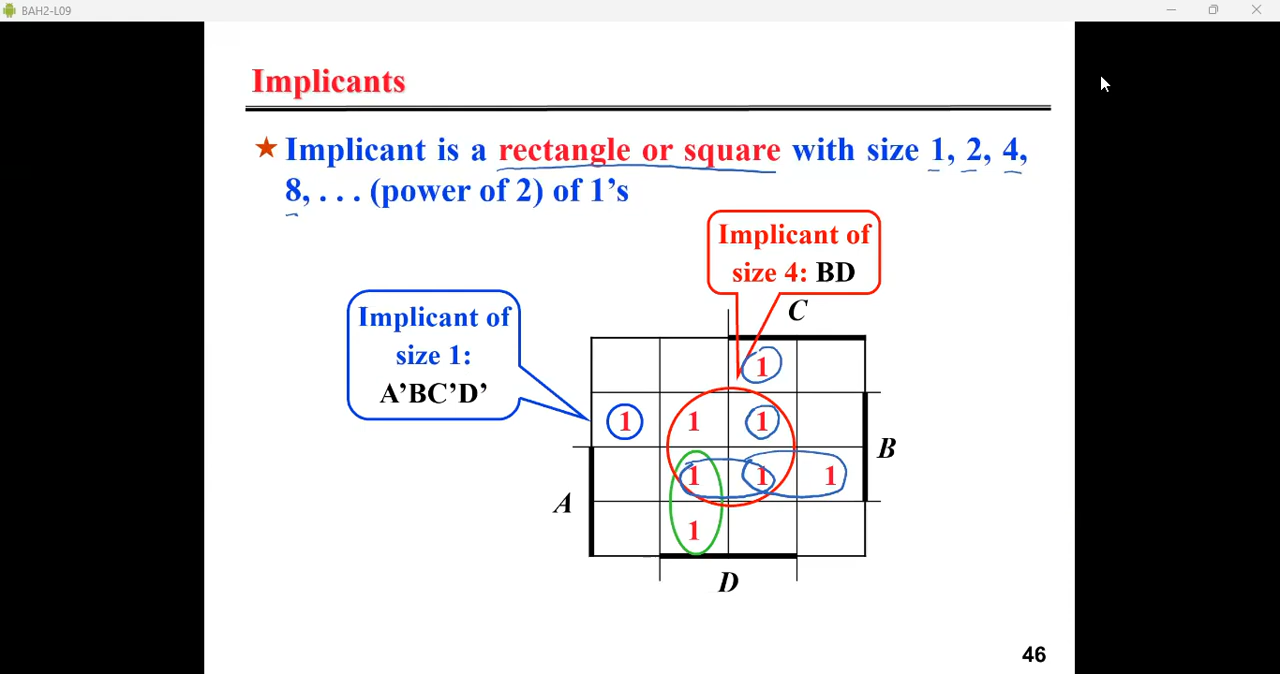 BAH2-L09
Implicants
★ Implicant is a rectangle or square with size 1, 2, 4,
8, . . . (power of 2) of 1’s
Implicant of
size 4: BD
Implicant of
size 1:
A’BC’D’
C
1
1 1 1
B
1 1 1
A
1
D
46